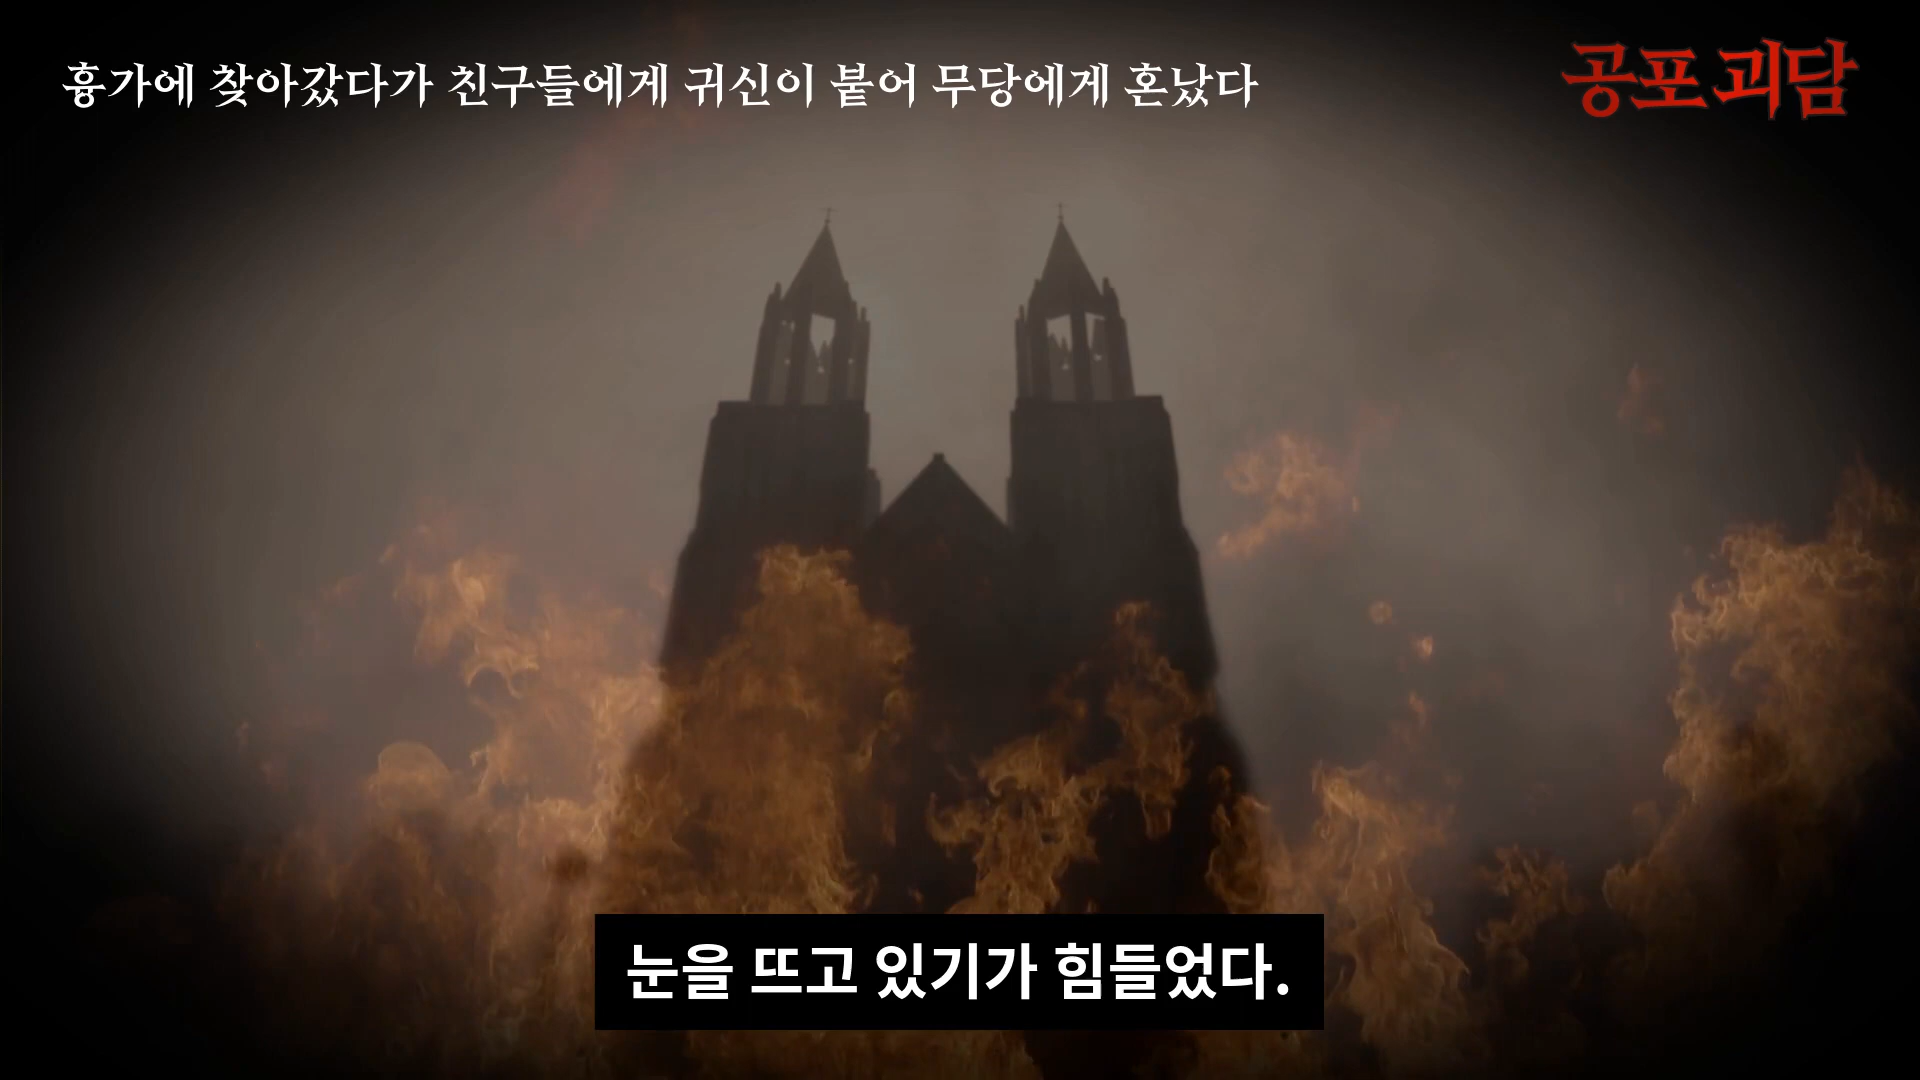 흉가에 찾아갔다가 친구들에게 귀신이 붙어 무당에게 혼났다
공포 괴담
눈을 뜨고 있기가 힘들었다.